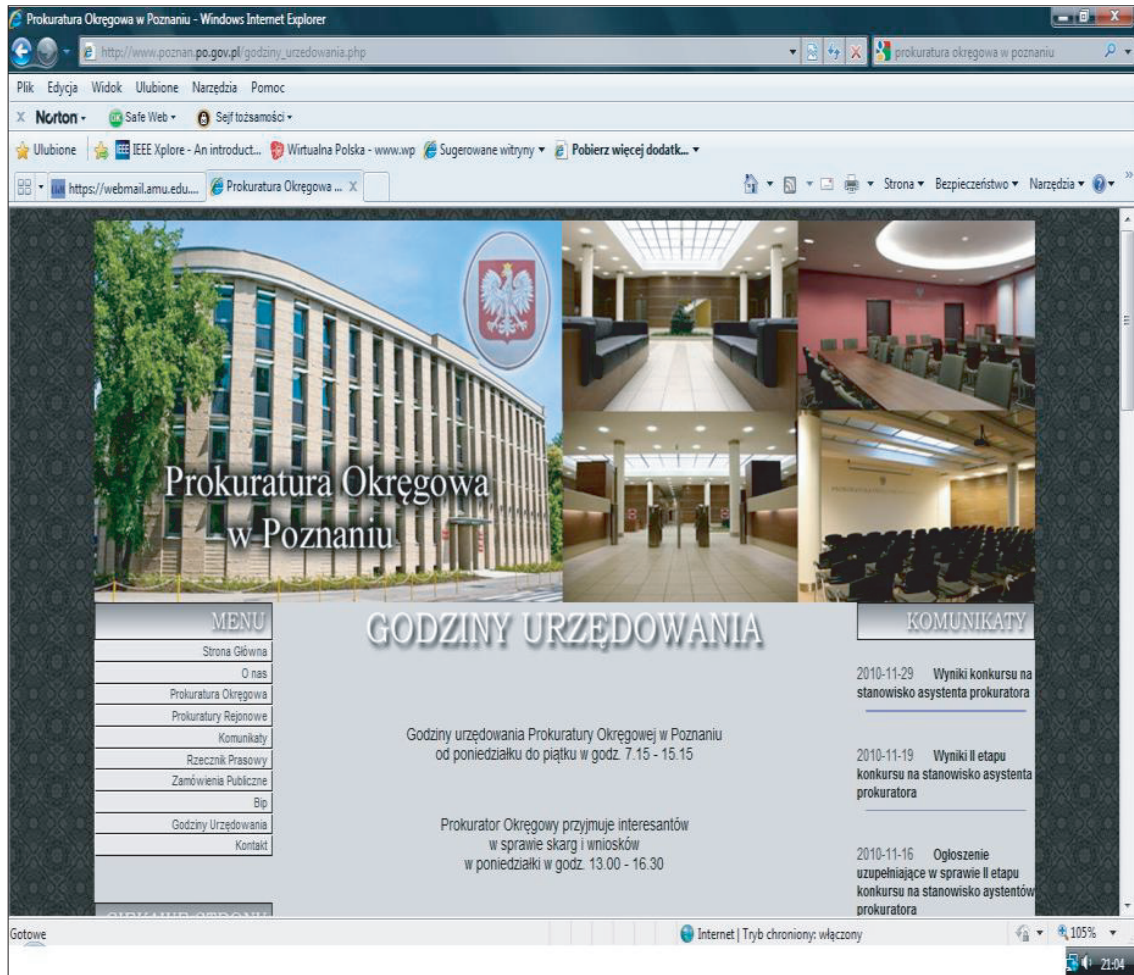 Prokuratura Okręgowa w Poznaniu - Windows Internet Explorer
http://www.poznan.po.gov.pl/godziny_urzedowania.php
prokuratura okręgowa w poznaniu
Plik Edycja Widok Ulubione Narzędzia Pomoc
X Norton - OK Safe Web Sejf tożsamości
Ulubione IEEE Xplore - An introduct... Wirtualna Polska - www.wp Sugerowane witryny Pobierz więcej dodatk...
https://webmail.amu.edu.... Prokuratura Okręgowa ... X
Strona Bezpieczeństwo Narzędzia
Prokuratura Okręgowa
w Poznaniu
MENU
Strona Główna
O nas
Prokuratura Okręgowa
Prokuratury Rejonowe
Komunikaty
Rzecznik Prasowy
Zamówienia Publiczne
Bip
Godziny Urzędowania
Kontakt
CIEKAWE STRONY
GODZINY URZĘDOWANIA
Godziny urzędowania Prokuratury Okręgowej w Poznaniu
od poniedziałku do piątku w godz. 7.15 - 15.15
Prokurator Okręgowy przyjmuje interesantów
w sprawie skarg i wniosków
w poniedziałki w godz. 13.00 - 16.30
KOMUNIKATY
2010-11-29 Wyniki konkursu na
stanowisko asystenta prokuratora
2010-11-19 Wyniki II etapu
konkursu na stanowisko asystenta
prokuratora
2010-11-16 Ogłoszenie
uzupełniające w sprawie II etapu
konkursu na stanowisko aystentów
prokuratora
Gotowe
Internet | Tryb chroniony: włączony
105%
21:04